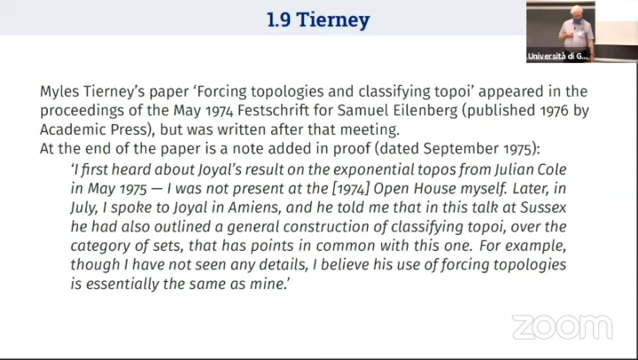 1.9 Tierney
Università di G...
Myles Tierney's paper 'Forcing topologies and classifying topoi' appeared in the
proceedings of the May 1974 Festschrift for Samuel Eilenberg (published 1976 by
Academic Press), but was written after that meeting.
At the end of the paper is a note added in proof (dated September 1975):
'I first heard about Joyal's result on the exponential topos from Julian Cole
in May 1975 — I was not present at the [1974] Open House myself. Later, in
July, I spoke to Joyal in Amiens, and he told me that in this talk at Sussex
he had also outlined a general construction of classifying topoi, over the
category of sets, that has points in common with this one. For example,
though I have not seen any details, I believe his use of forcing topologies
is essentially the same as mine.'
zoom